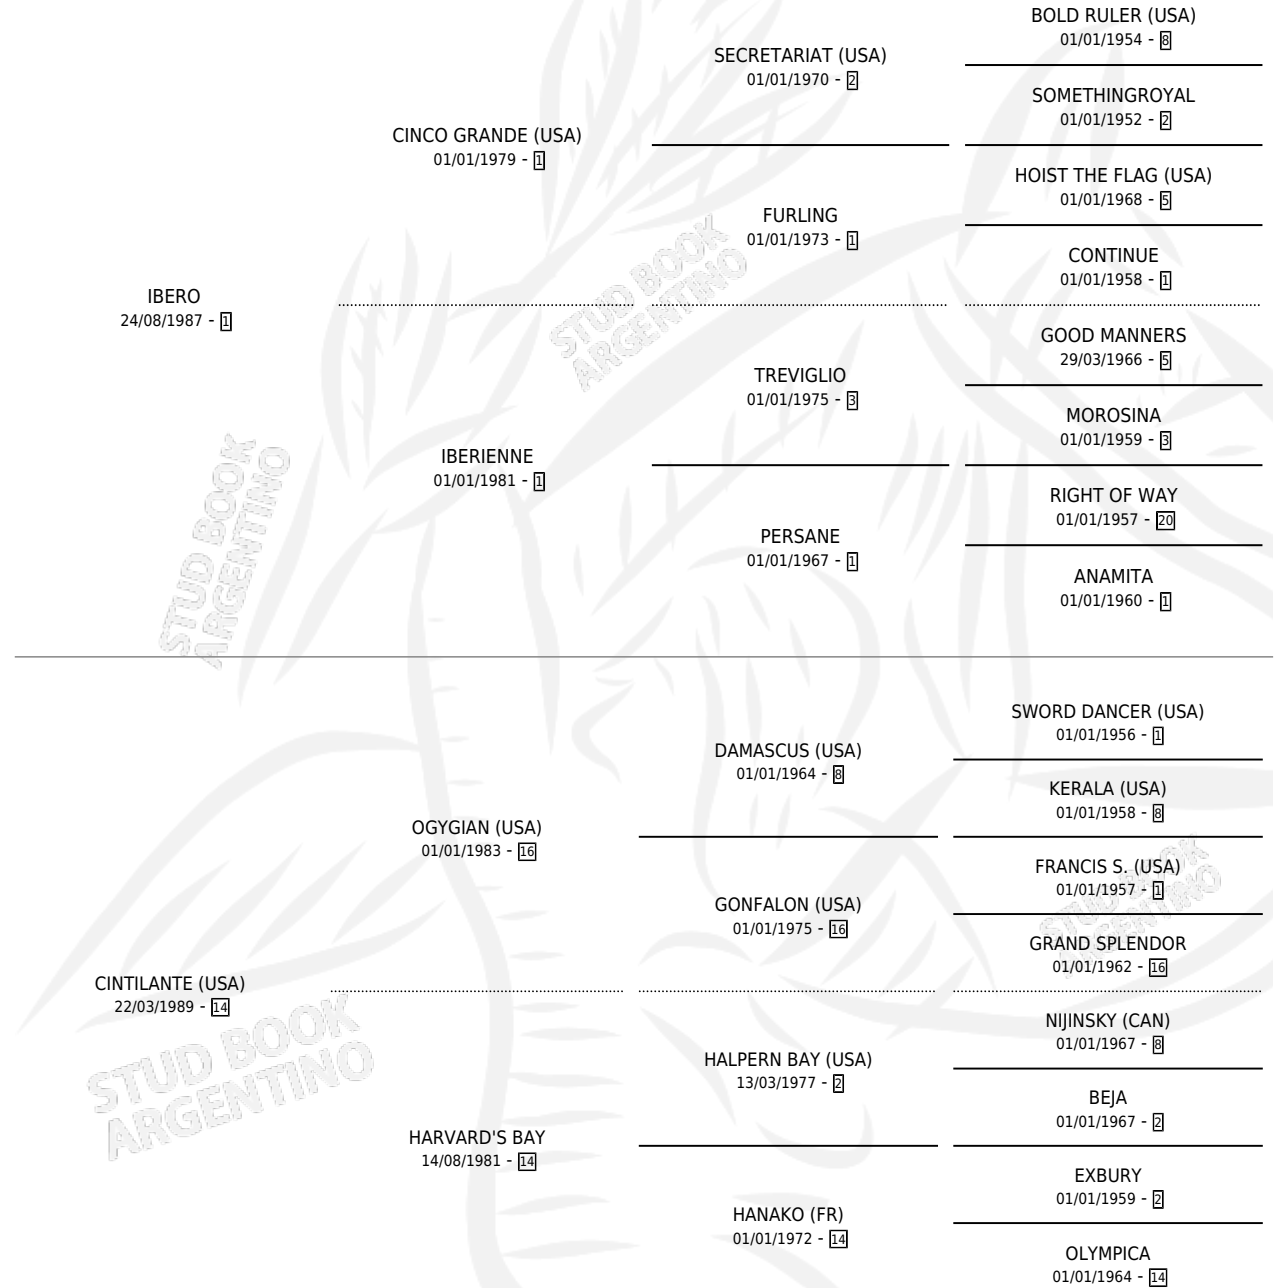 BOLD RULER (USA)
01/01/1954 - 8
SECRETARIAT (USA)
01/01/1970 - 2
SOMETHINGROYAL
01/01/1952 - 2
CINCO GRANDE (USA)
01/01/1979 - 1
HOIST THE FLAG (USA)
01/01/1968 - 5
FURLING
01/01/1973 - 1
CONTINUE
01/01/1958 - 1
IBERO
24/08/1987 - 1
GOOD MANNERS
29/03/1966 - 5
TREVIGLIO
01/01/1975 - 3
MOROSINA
01/01/1959 - 3
IBERIENNE
01/01/1981 - 1
RIGHT OF WAY
01/01/1957 - 20
PERSANE
01/01/1967 - 1
ANAMITA
01/01/1960 - 1
STUD BOOK
ARGENTINO
STUD BOOK
ARGENTINO
SWORD DANCER (USA)
01/01/1956 - 1
DAMASCUS (USA)
01/01/1964 - 8
KERALA (USA)
01/01/1958 - 8
OGYGIAN (USA)
01/01/1983 - 16
FRANCIS S. (USA)
01/01/1957 - 1
GONFALON (USA)
01/01/1975 - 16
GRAND SPLENDOR
01/01/1962 - 16
CINTILANTE (USA)
22/03/1989 - 14
NIJINSKY (CAN)
01/01/1967 - 8
HALPERN BAY (USA)
13/03/1977 - 2
BEJA
01/01/1967 - 2
HARVARD'S BAY
14/08/1981 - 14
EXBURY
01/01/1959 - 2
HANAKO (FR)
01/01/1972 - 14
OLYMPICA
01/01/1964 - 14
STUD BOOK
ARGENTINO
STUD BOOK
ARGENTINO